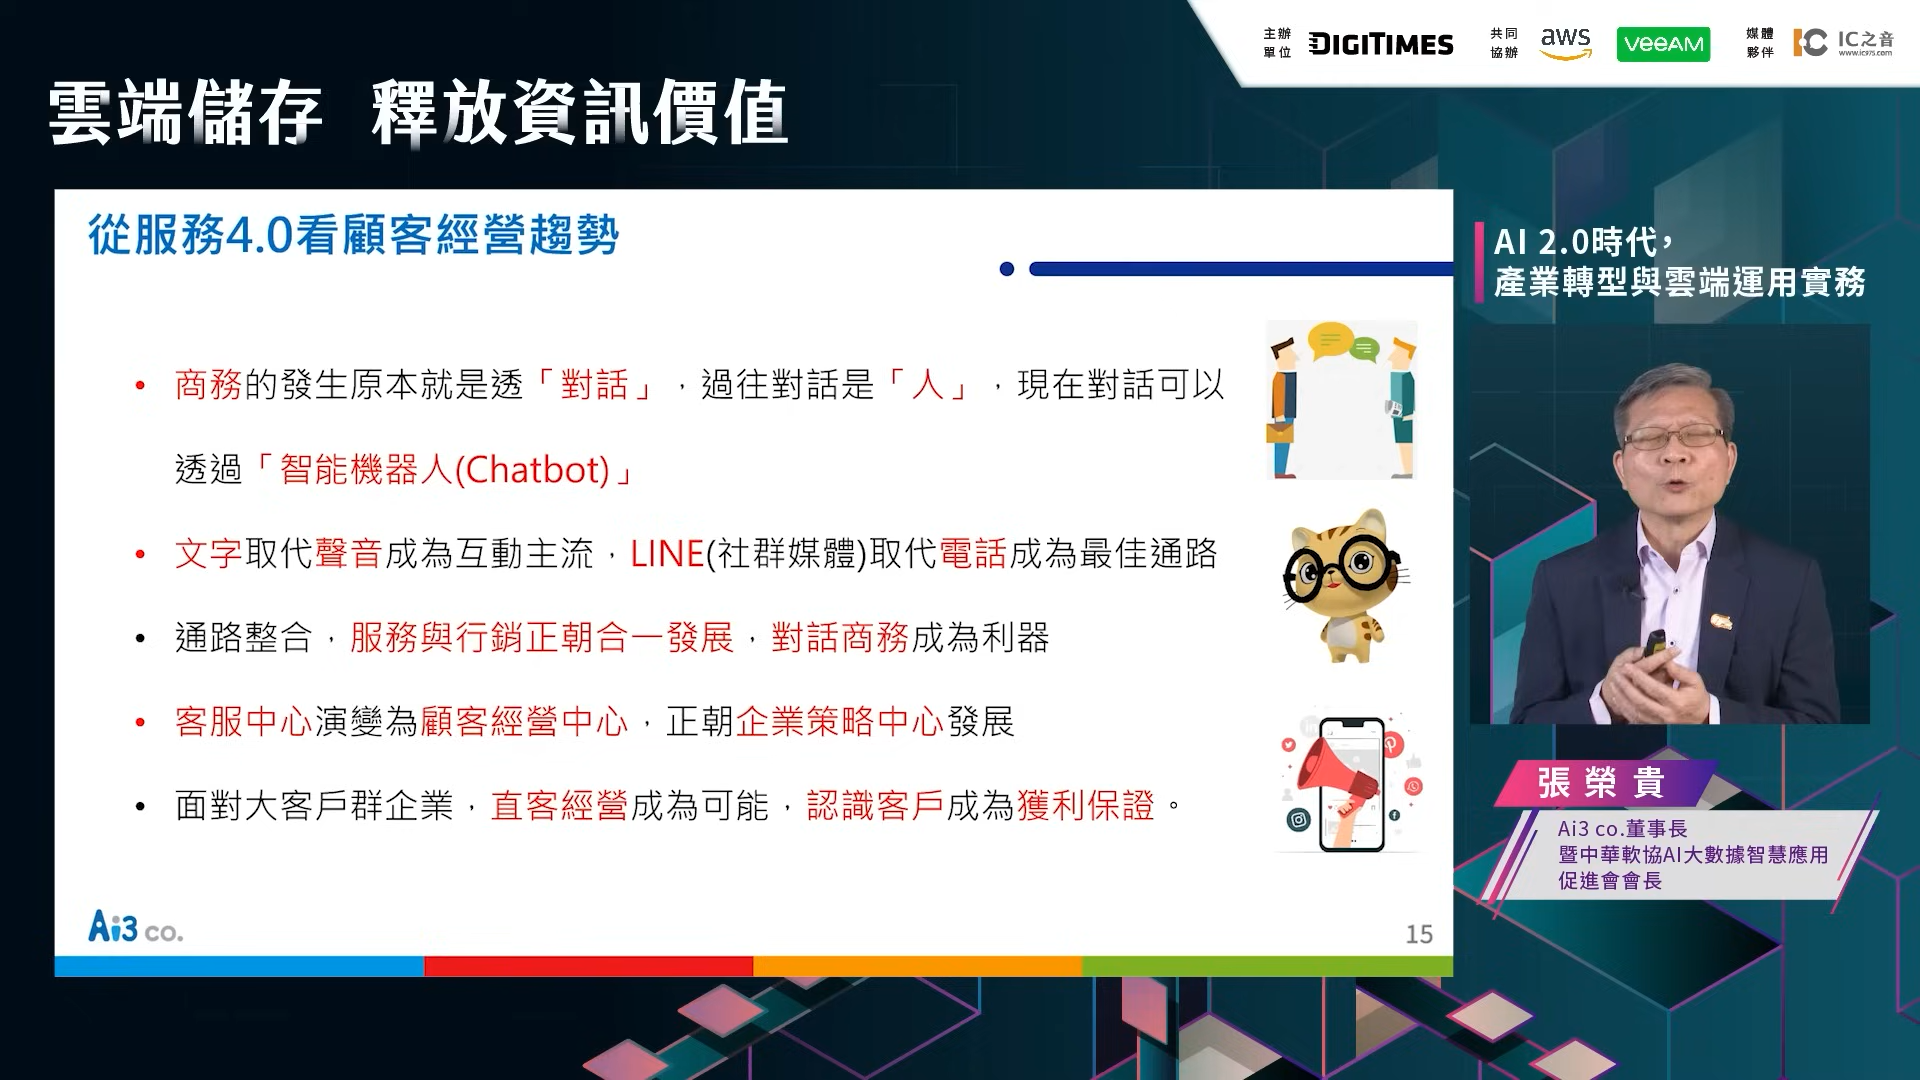 主辦
單位
DIGITIMES
共同
協辦
aws
veeam
媒體
夥伴
IC之音
www.ic975.com
雲端儲存 釋放資訊價值
從服務4.0看顧客經營趨勢
• 商務的發生原本就是透「對話」，過往對話是「人」，現在對話可以
透過「智能機器人(Chatbot)」
• 文字取代聲音成為互動主流，LINE(社群媒體)取代電話成為最佳通路
• 通路整合，服務與行銷正朝合一發展，對話商務成為利器
• 客服中心演變為顧客經營中心，正朝企業策略中心發展
• 面對大客戶群企業，直客經營成為可能，認識客戶成為獲利保證。
Ai3 co.
15
AI 2.0時代，
產業轉型與雲端運用實務
張榮貴
Ai3 co.董事長
暨中華軟協AI大數據智慧應用
促進會會長